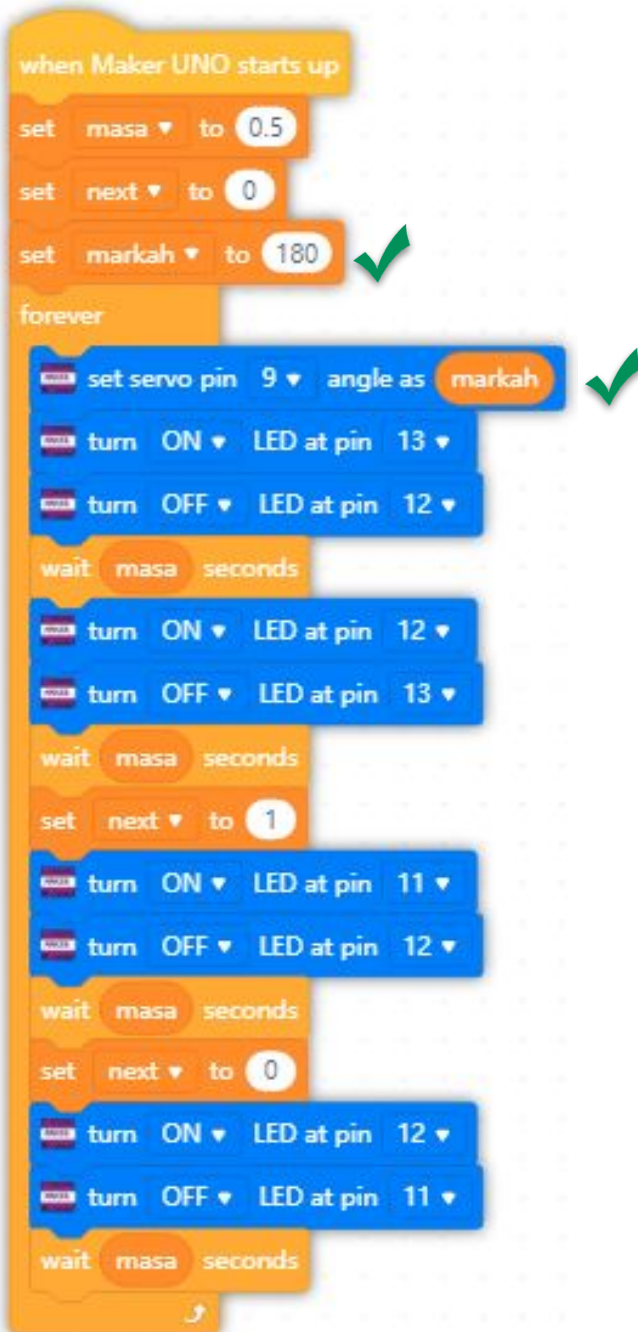 when Maker UNO starts up
set masa to 0.5
set next to 0
set markah to 180
forever
set servo pin 9 angle as markah
turn ON LED at pin 13
turn OFF LED at pin 12
wait masa seconds
turn ON LED at pin 12
turn OFF LED at pin 13
wait masa seconds
set next to 1
turn ON LED at pin 11
turn OFF LED at pin 12
wait masa seconds
set next to 0
turn ON LED at pin 12
turn OFF LED at pin 11
wait masa seconds